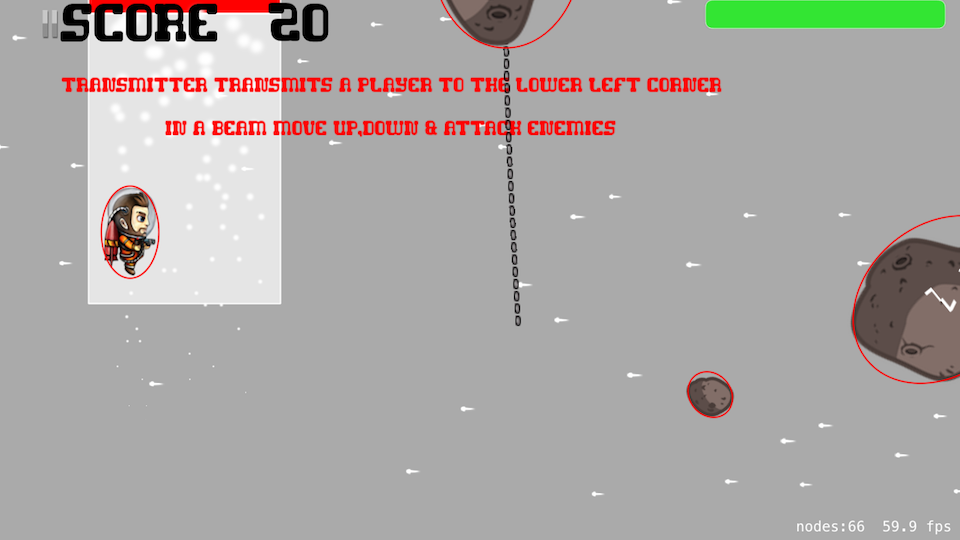 SCORE 20
TRANSMITTER TRANSMITS A PLAYER TO THE LOWER LEFT CORNER
IN A BEAM MOVE UP,DOWN & ATTACK ENEMIES
nodes:66 59.9 fps